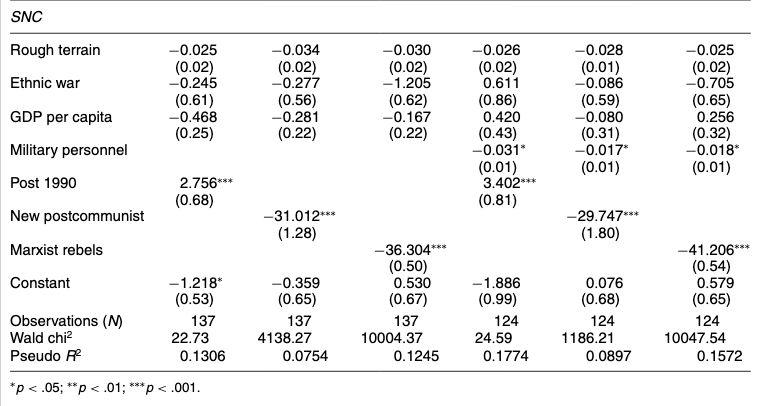 SNC
Rough terrain −0.025 −0.034 −0.030 −0.026 −0.028 −0.025
(0.02) (0.02) (0.02) (0.02) (0.01) (0.02)
Ethnic war −0.245 −0.277 −1.205 0.611 −0.086 −0.705
(0.61) (0.56) (0.62) (0.86) (0.59) (0.65)
GDP per capita −0.468 −0.281 −0.167 0.420 −0.080 0.256
(0.25) (0.22) (0.22) (0.43) (0.31) (0.32)
Military personnel −0.031* −0.017* −0.018*
(0.01) (0.01) (0.01)
Post 1990 2.756*** 3.402***
(0.68) (0.81)
New postcommunist −31.012*** −29.747***
(1.28) (1.80)
Marxist rebels −36.304*** −41.206***
(0.50) (0.54)
Constant −1.218* −0.359 0.530 −1.886 0.076 0.579
(0.53) (0.65) (0.67) (0.99) (0.68) (0.65)
Observations (N) 137 137 137 124 124 124
Wald chi² 22.73 4138.27 10004.37 24.59 1186.21 10047.54
Pseudo R² 0.1306 0.0754 0.1245 0.1774 0.0897 0.1572
*p < .05; **p < .01; ***p < .001.